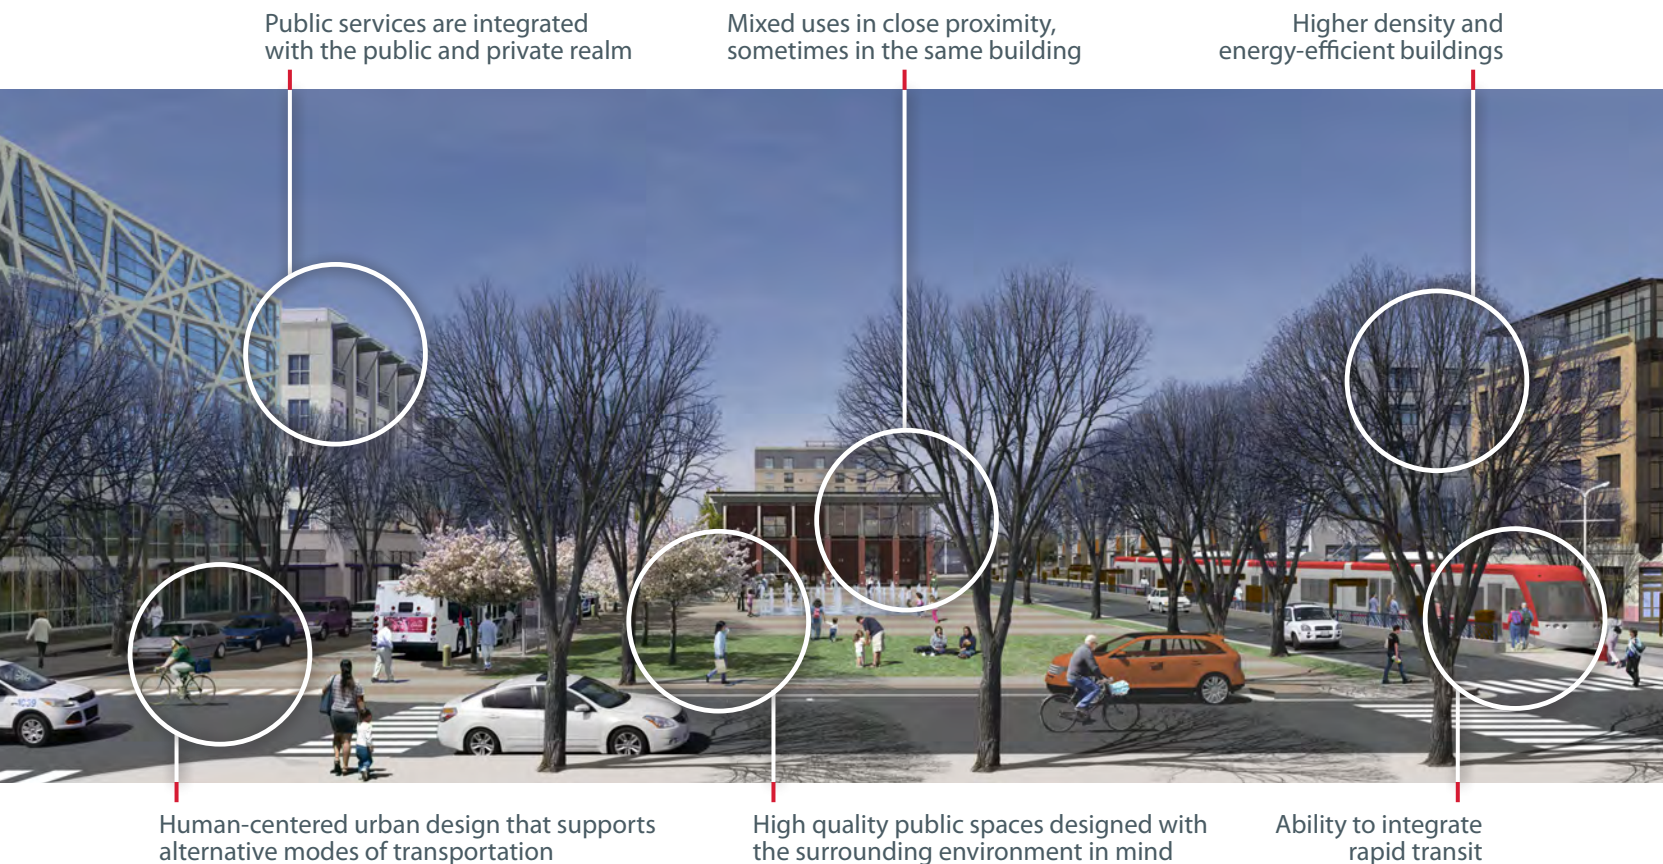 Public services are integrated
with the public and private realm
Mixed uses in close proximity,
sometimes in the same building
Higher density and
energy-efficient buildings
Human-centered urban design that supports
alternative modes of transportation
High quality public spaces designed with
the surrounding environment in mind
Ability to integrate
rapid transit